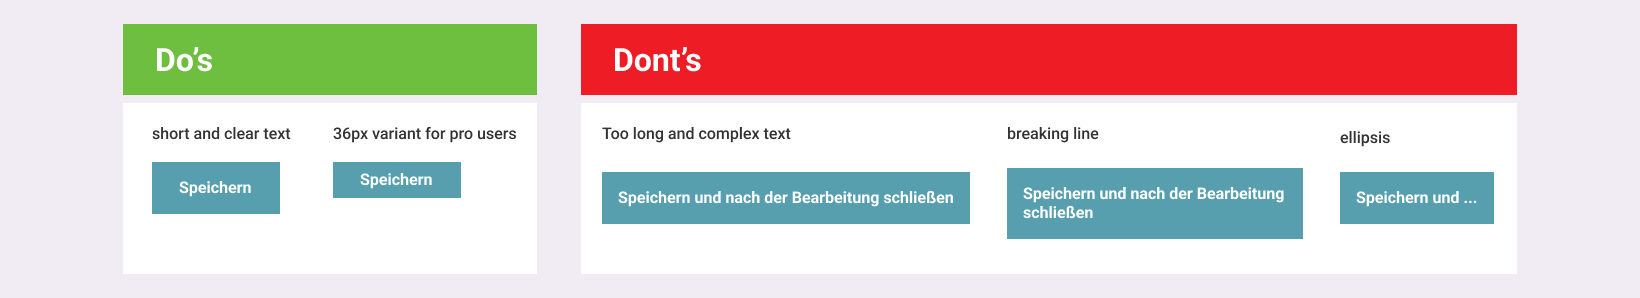 Do’s
short and clear text
36px variant for pro users
Speichern
Speichern
Dont’s
Too long and complex text
breaking line
ellipsis
Speichern und nach der Bearbeitung schließen
Speichern und nach der Bearbeitung
schließen
Speichern und ...